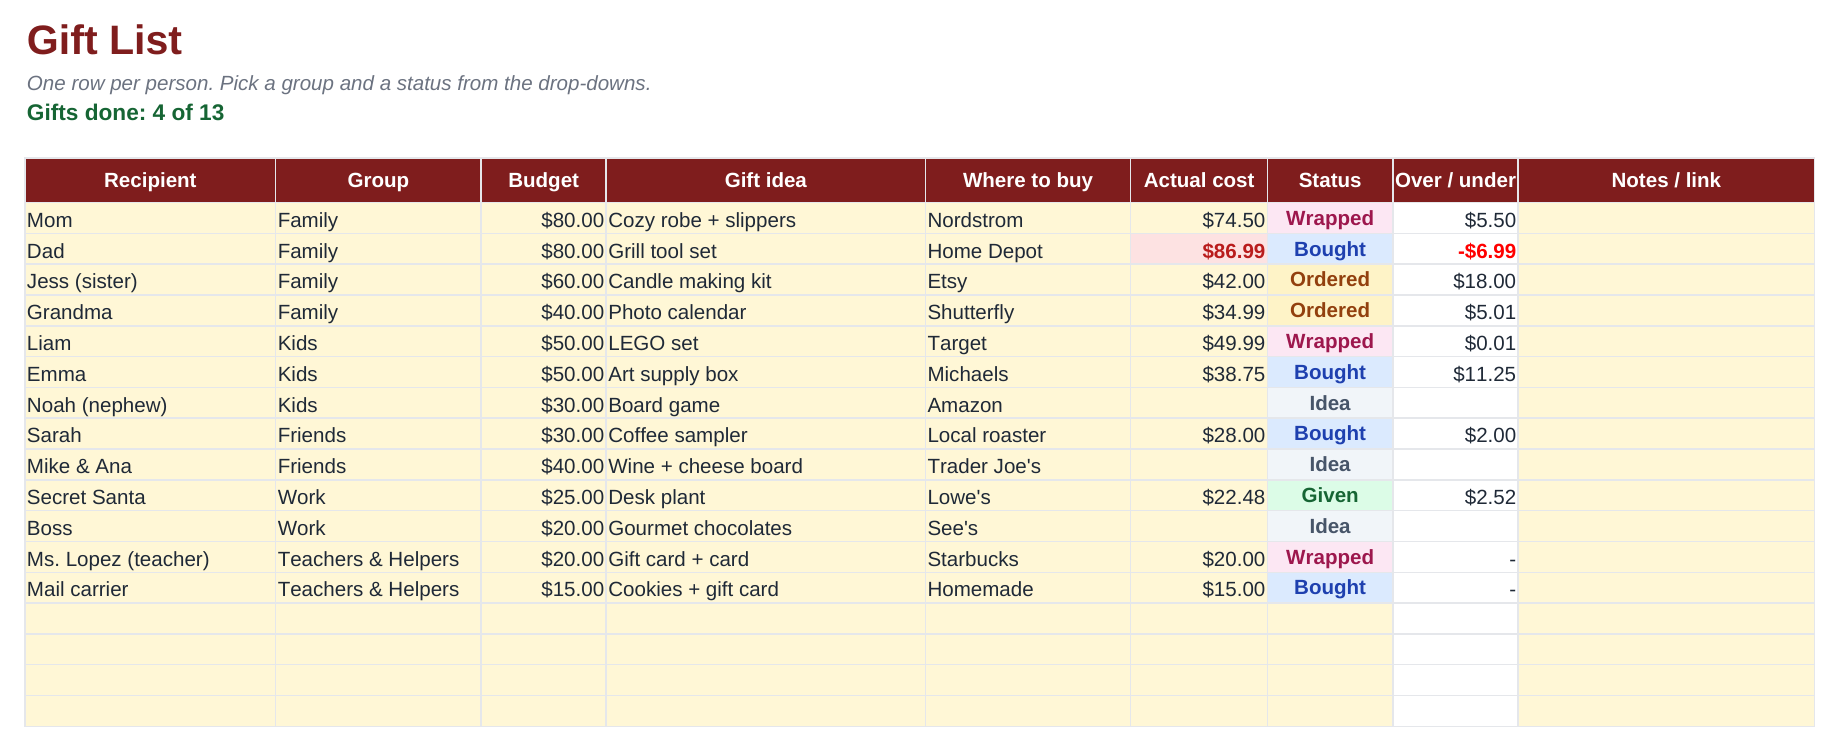 Gift List
One row per person. Pick a group and a status from the drop-downs.
Gifts done: 4 of 13
Recipient Group Budget Gift idea Where to buy Actual cost Status Over / under Notes / link
Mom Family $80.00 Cozy robe + slippers Nordstrom $74.50 Wrapped $5.50
Dad Family $80.00 Grill tool set Home Depot $86.99 Bought -$6.99
Jess (sister) Family $60.00 Candle making kit Etsy $42.00 Ordered $18.00
Grandma Family $40.00 Photo calendar Shutterfly $34.99 Ordered $5.01
Liam Kids $50.00 LEGO set Target $49.99 Wrapped $0.01
Emma Kids $50.00 Art supply box Michaels $38.75 Bought $11.25
Noah (nephew) Kids $30.00 Board game Amazon Idea
Sarah Friends $30.00 Coffee sampler Local roaster $28.00 Bought $2.00
Mike & Ana Friends $40.00 Wine + cheese board Trader Joe's Idea
Secret Santa Work $25.00 Desk plant Lowe's $22.48 Given $2.52
Boss Work $20.00 Gourmet chocolates See's Idea
Ms. Lopez (teacher) Teachers & Helpers $20.00 Gift card + card Starbucks $20.00 Wrapped -
Mail carrier Teachers & Helpers $15.00 Cookies + gift card Homemade $15.00 Bought -